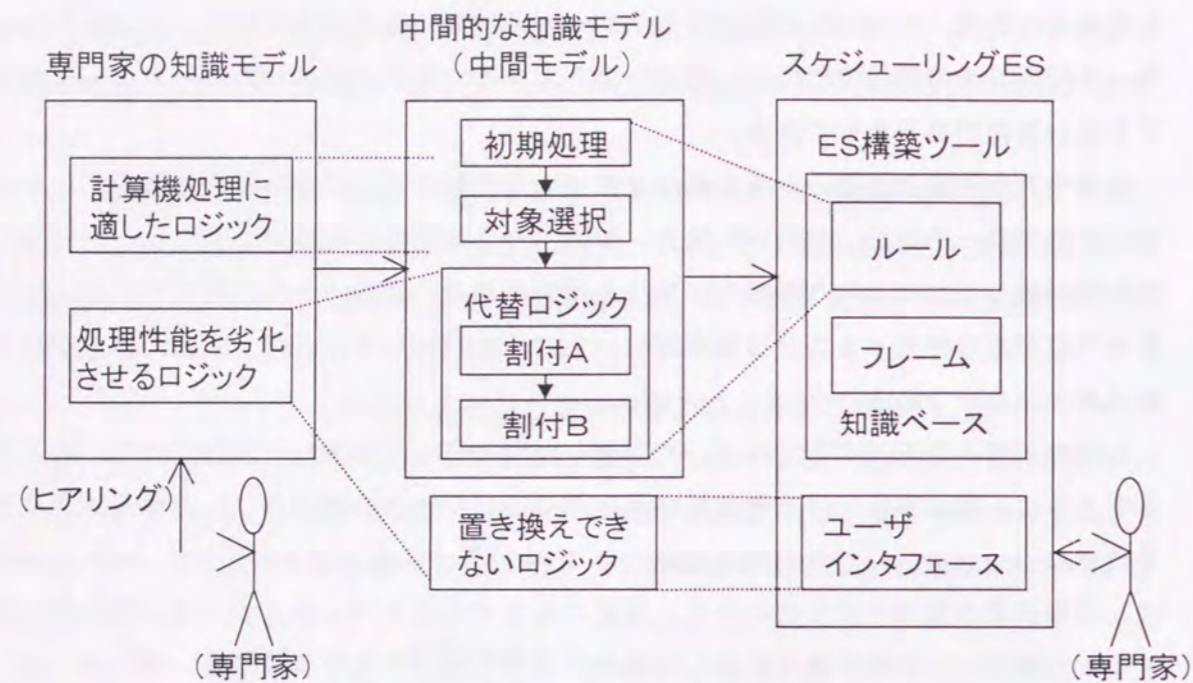 専門家の知識モデル
計算機処理に
適したロジック
処理性能を劣化
させるロジック
(ヒアリング)
(専門家)
中間的な知識モデル
(中間モデル)
初期処理
対象選択
代替ロジック
割付A
割付B
置き換えでき
ないロジック
スケジューリングES
ES構築ツール
ルール
フレーム
知識ベース
ユーザ
インタフェース
(専門家)